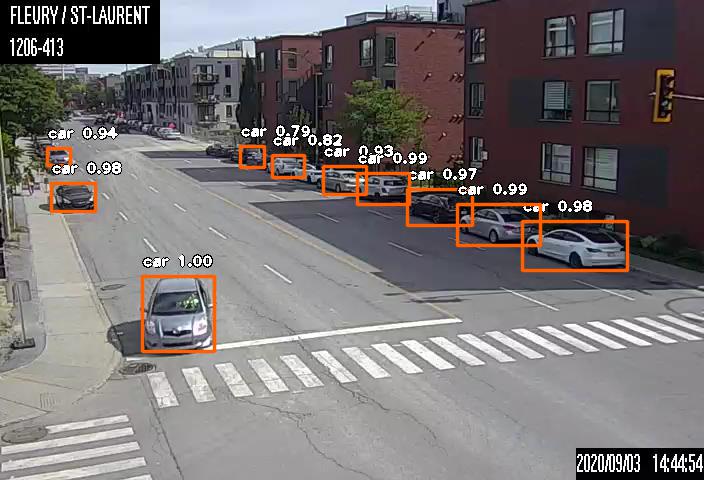 FLEURY / ST-LAURENT
1206-413
car 0.94
car 0.79
car 0.82
car 0.93
car 0.99
car 0.98
car 0.97
car 0.99
car 0.98
car 1.00
2020/09/03 14:44:54